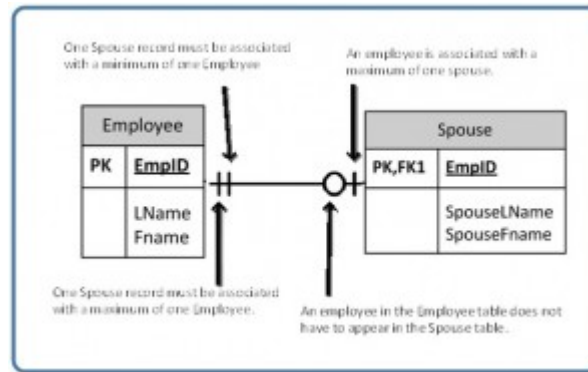 One Spouse record must be associated
with a minimum of one Employee
An employee is associated with a
maximum of one spouse.
Employee
PK EmpID
LName
Fname
Spouse
PK,FK1 EmpID
SpouseLName
SpouseFname
One Spouse record must be associated
with a maximum of one Employee.
An employee in the Employee table does not
have to appear in the Spouse table.